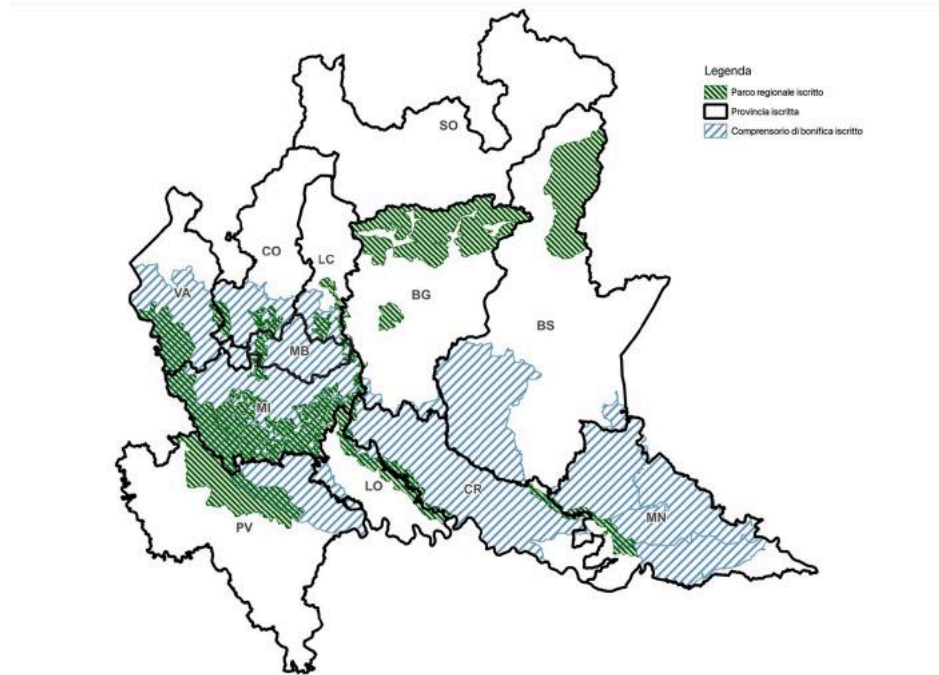 Legenda
Parco regionale iscritto
Provincia iscritta
Comprensorio di bonifica iscritto
SO
CO
LC
VA
BG
BS
MB
MI
LO
CR
MN
PV